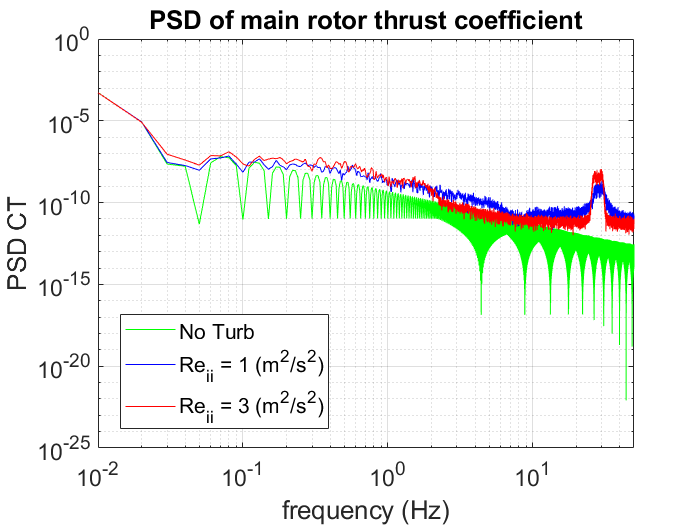 PSD of main rotor thrust coefficient
10^0
10^-5
10^-10
10^-15
10^-20
10^-25
PSD CT
No Turb
Re_ii = 1 (m^2/s^2)
Re_ii = 3 (m^2/s^2)
10^-2 10^-1 10^0 10^1
frequency (Hz)